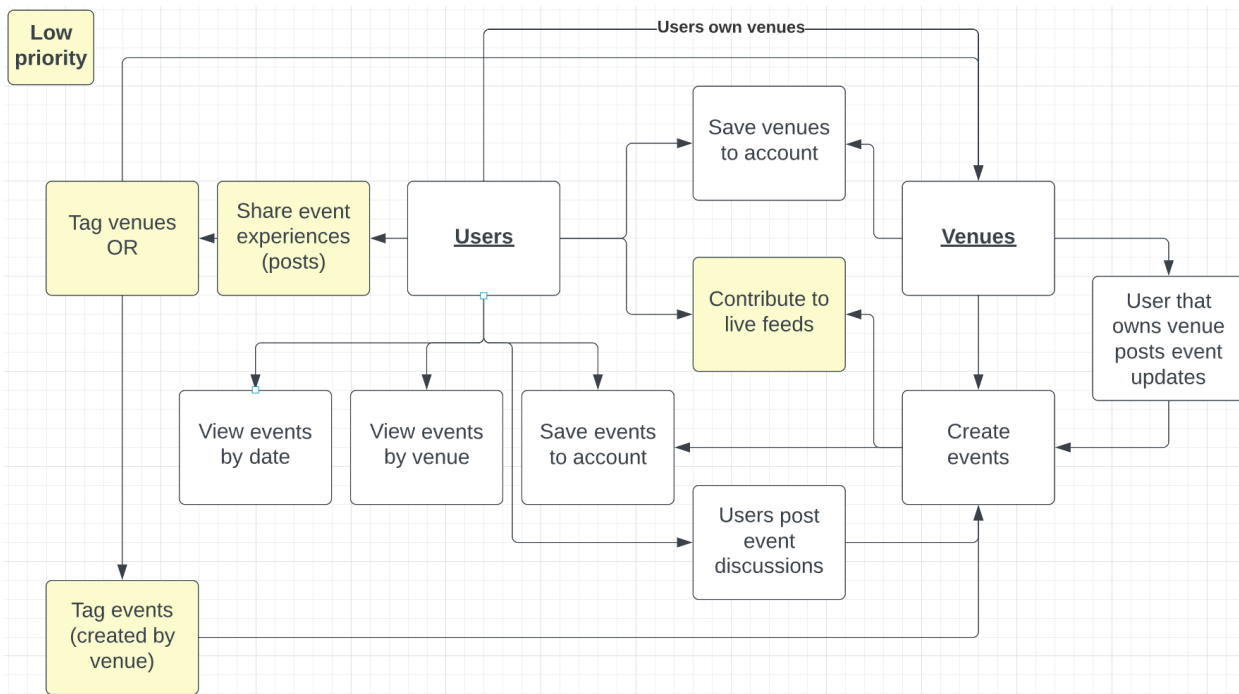 Low
priority
Users own venues
Save venues
to account
Tag venues
OR
Share event
experiences
(posts)
Users
Venues
Contribute to
live feeds
User that
owns venue
posts event
updates
View events
by date
View events
by venue
Save events
to account
Create
events
Users post
event
discussions
Tag events
(created by
venue)